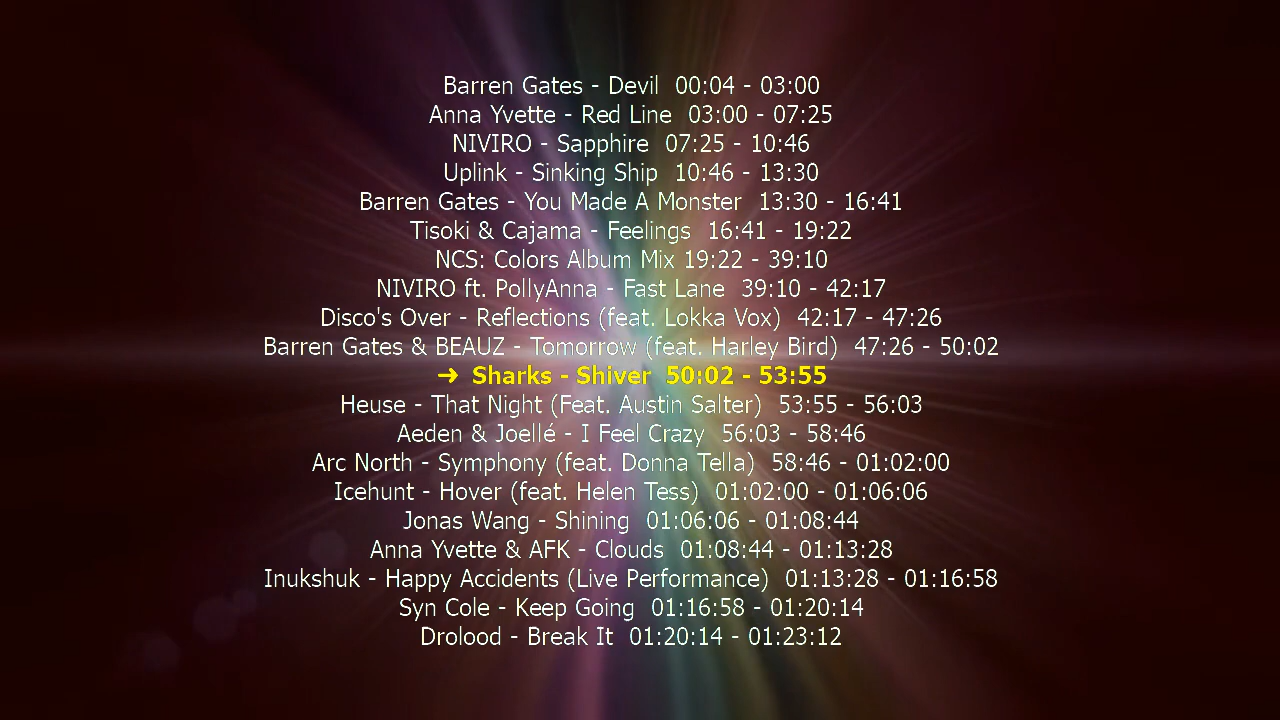 Barren Gates - Devil  00:04 - 03:00
Anna Yvette - Red Line  03:00 - 07:25
NIVIRO - Sapphire  07:25 - 10:46
Uplink - Sinking Ship  10:46 - 13:30
Barren Gates - You Made A Monster  13:30 - 16:41
Tisoki & Cajama - Feelings  16:41 - 19:22
NCS: Colors Album Mix 19:22 - 39:10
NIVIRO ft. PollyAnna - Fast Lane  39:10 - 42:17
Disco's Over - Reflections (feat. Lokka Vox)  42:17 - 47:26
Barren Gates & BEAUZ - Tomorrow (feat. Harley Bird)  47:26 - 50:02
➜ Sharks - Shiver  50:02 - 53:55
Heuse - That Night (Feat. Austin Salter)  53:55 - 56:03
Aeden & Joellé - I Feel Crazy  56:03 - 58:46
Arc North - Symphony (feat. Donna Tella)  58:46 - 01:02:00
Icehunt - Hover (feat. Helen Tess)  01:02:00 - 01:06:06
Jonas Wang - Shining  01:06:06 - 01:08:44
Anna Yvette & AFK - Clouds  01:08:44 - 01:13:28
Inukshuk - Happy Accidents (Live Performance)  01:13:28 - 01:16:58
Syn Cole - Keep Going  01:16:58 - 01:20:14
Drolood - Break It  01:20:14 - 01:23:12